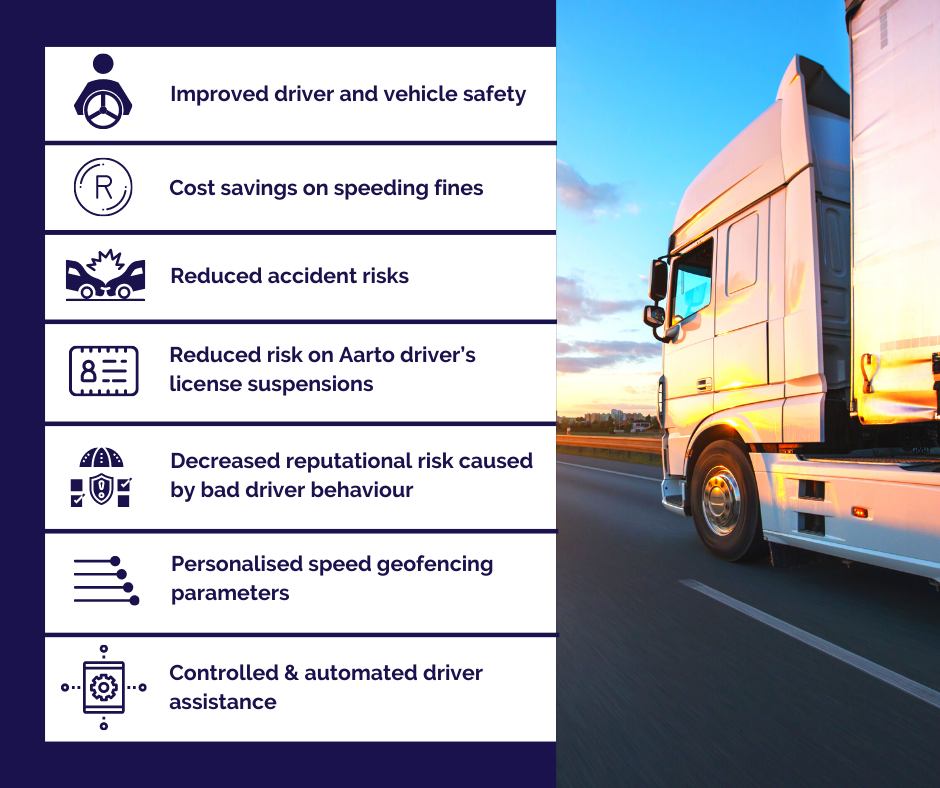 Improved driver and vehicle safety
R
Cost savings on speeding fines
Reduced accident risks
Reduced risk on Aarto driver's
license suspensions
Decreased reputational risk caused
by bad driver behaviour
Personalised speed geofencing
parameters
Controlled & automated driver
assistance